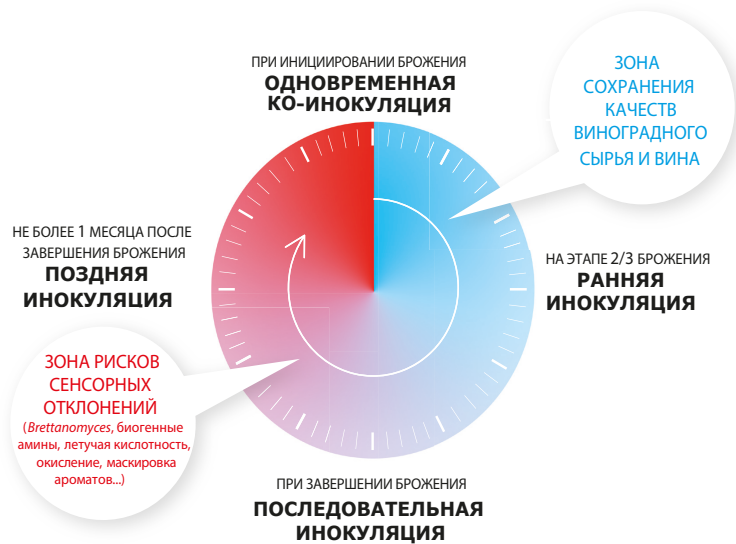 ПРИ ИНИЦИИРОВАНИИ БРОЖЕНИЯ
ОДНОВРЕМЕННАЯ
КО-ИНОКУЛЯЦИЯ
ЗОНА
СОХРАНЕНИЯ
КАЧЕСТВ
ВИНОГРАДНОГО
СЫРЬЯ И ВИНА
НА ЭТАПЕ 2/3 БРОЖЕНИЯ
РАННЯЯ
ИНОКУЛЯЦИЯ
НЕ БОЛЕЕ 1 МЕСЯЦА ПОСЛЕ
ЗАВЕРШЕНИЯ БРОЖЕНИЯ
ПОЗДНЯЯ
ИНОКУЛЯЦИЯ
ЗОНА РИСКОВ
СЕНСОРНЫХ
ОТКЛОНЕНИЙ
(Brettanomyces, биогенные
амины, летучая кислотность,
окисление, маскировка
ароматов...)
ПРИ ЗАВЕРШЕНИИ БРОЖЕНИЯ
ПОСЛЕДОВАТЕЛЬНАЯ
ИНОКУЛЯЦИЯ